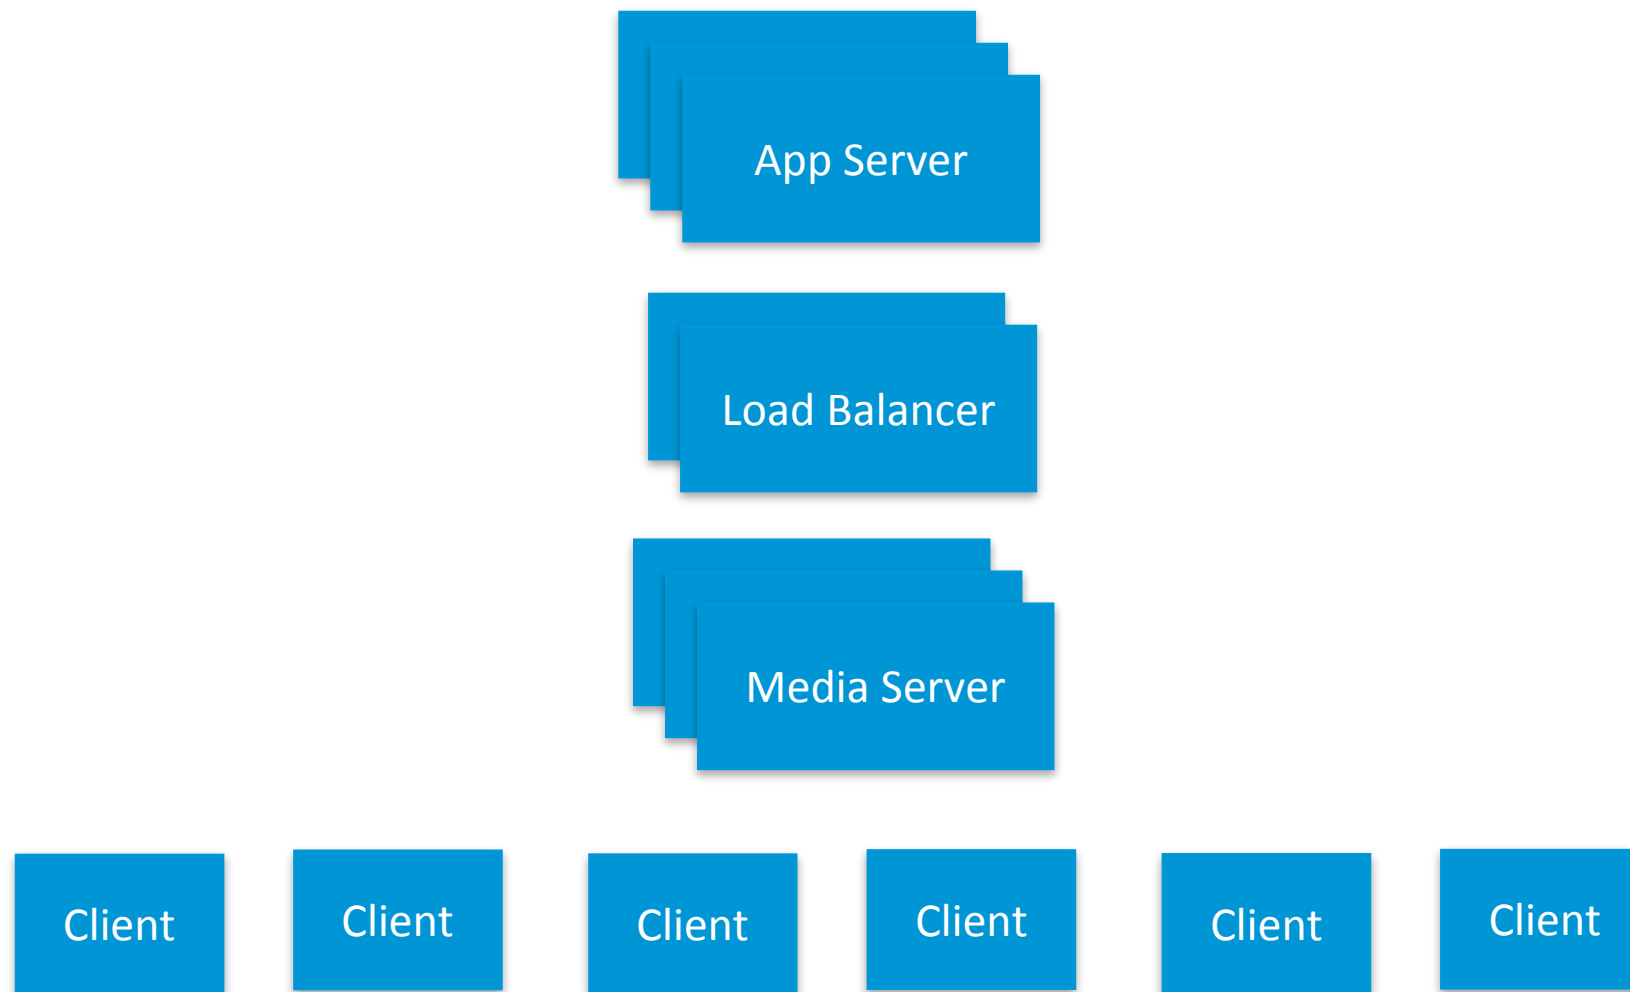 App Server
Load Balancer
Media Server
Client
Client
Client
Client
Client
Client